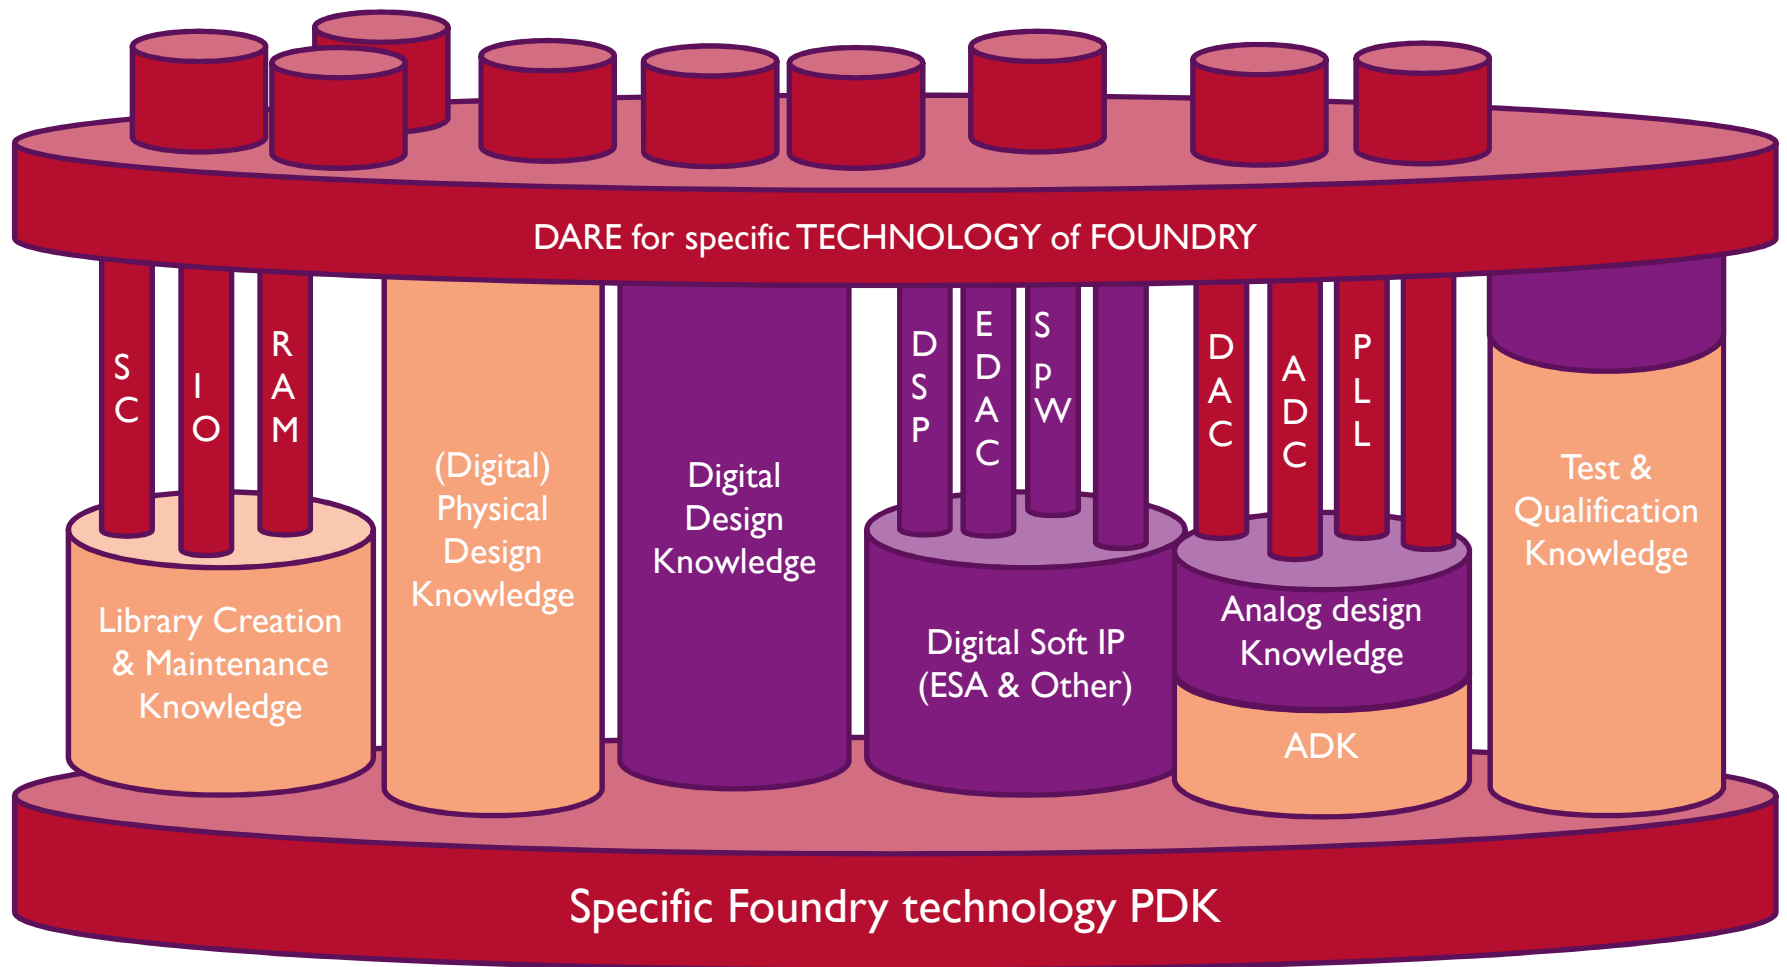 DARE for specific TECHNOLOGY of FOUNDRY
SC
IO
RAM
Library Creation
& Maintenance
Knowledge
(Digital)
Physical
Design
Knowledge
Digital
Design
Knowledge
DSP
EDAC
SpW
Digital Soft IP
(ESA & Other)
DAC
ADC
PLL
Analog design
Knowledge
ADK
Test &
Qualification
Knowledge
Specific Foundry technology PDK